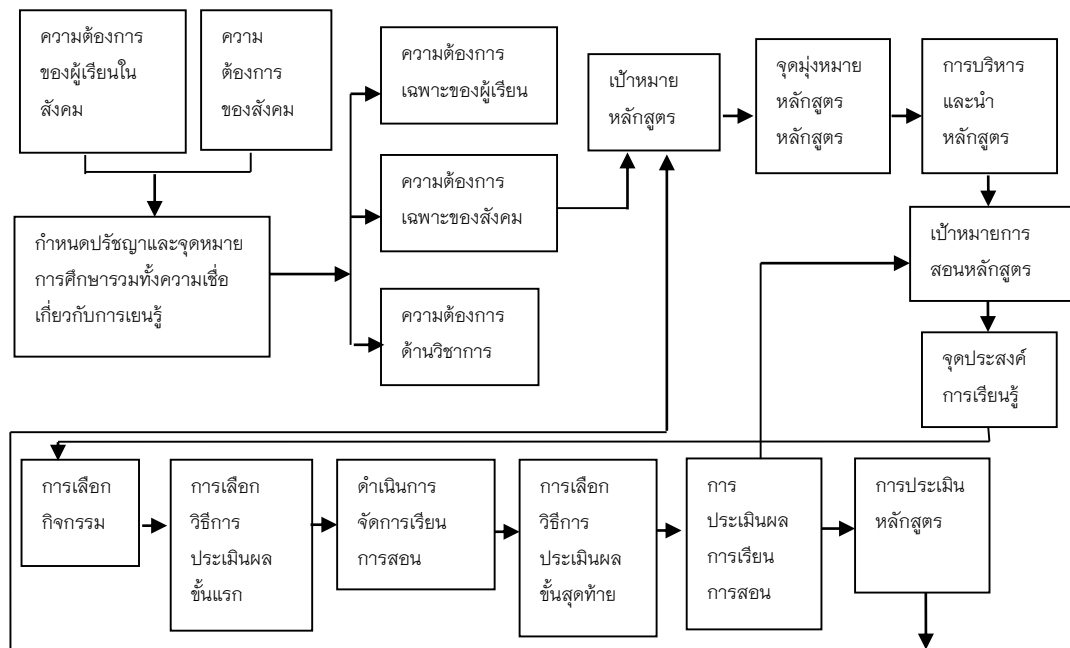 ความต้องการ
ของผู้เรียนใน
สังคม
ความ
ต้องการ
ของสังคม
ความต้องการ
เฉพาะของผู้เรียน
เป้าหมาย
หลักสูตร
จุดมุ่งหมาย
หลักสูตร
หลักสูตร
การบริหาร
และนำ
หลักสูตร
กำหนดปรัชญาและจุดหมาย
การศึกษารวมทั้งความเชื่อ
เกี่ยวกับการเยนรู้
ความต้องการ
เฉพาะของสังคม
ความต้องการ
ด้านวิชาการ
เป้าหมายการ
สอนหลักสูตร
จุดประสงค์
การเรียนรู้
การเลือก
กิจกรรม
การเลือก
วิธีการ
ประเมินผล
ขั้นแรก
ดำเนินการ
จัดการเรียน
การสอน
การเลือก
วิธีการ
ประเมินผล
ขั้นสุดท้าย
การ
ประเมินผล
การเรียน
การสอน
การประเมิน
หลักสูตร